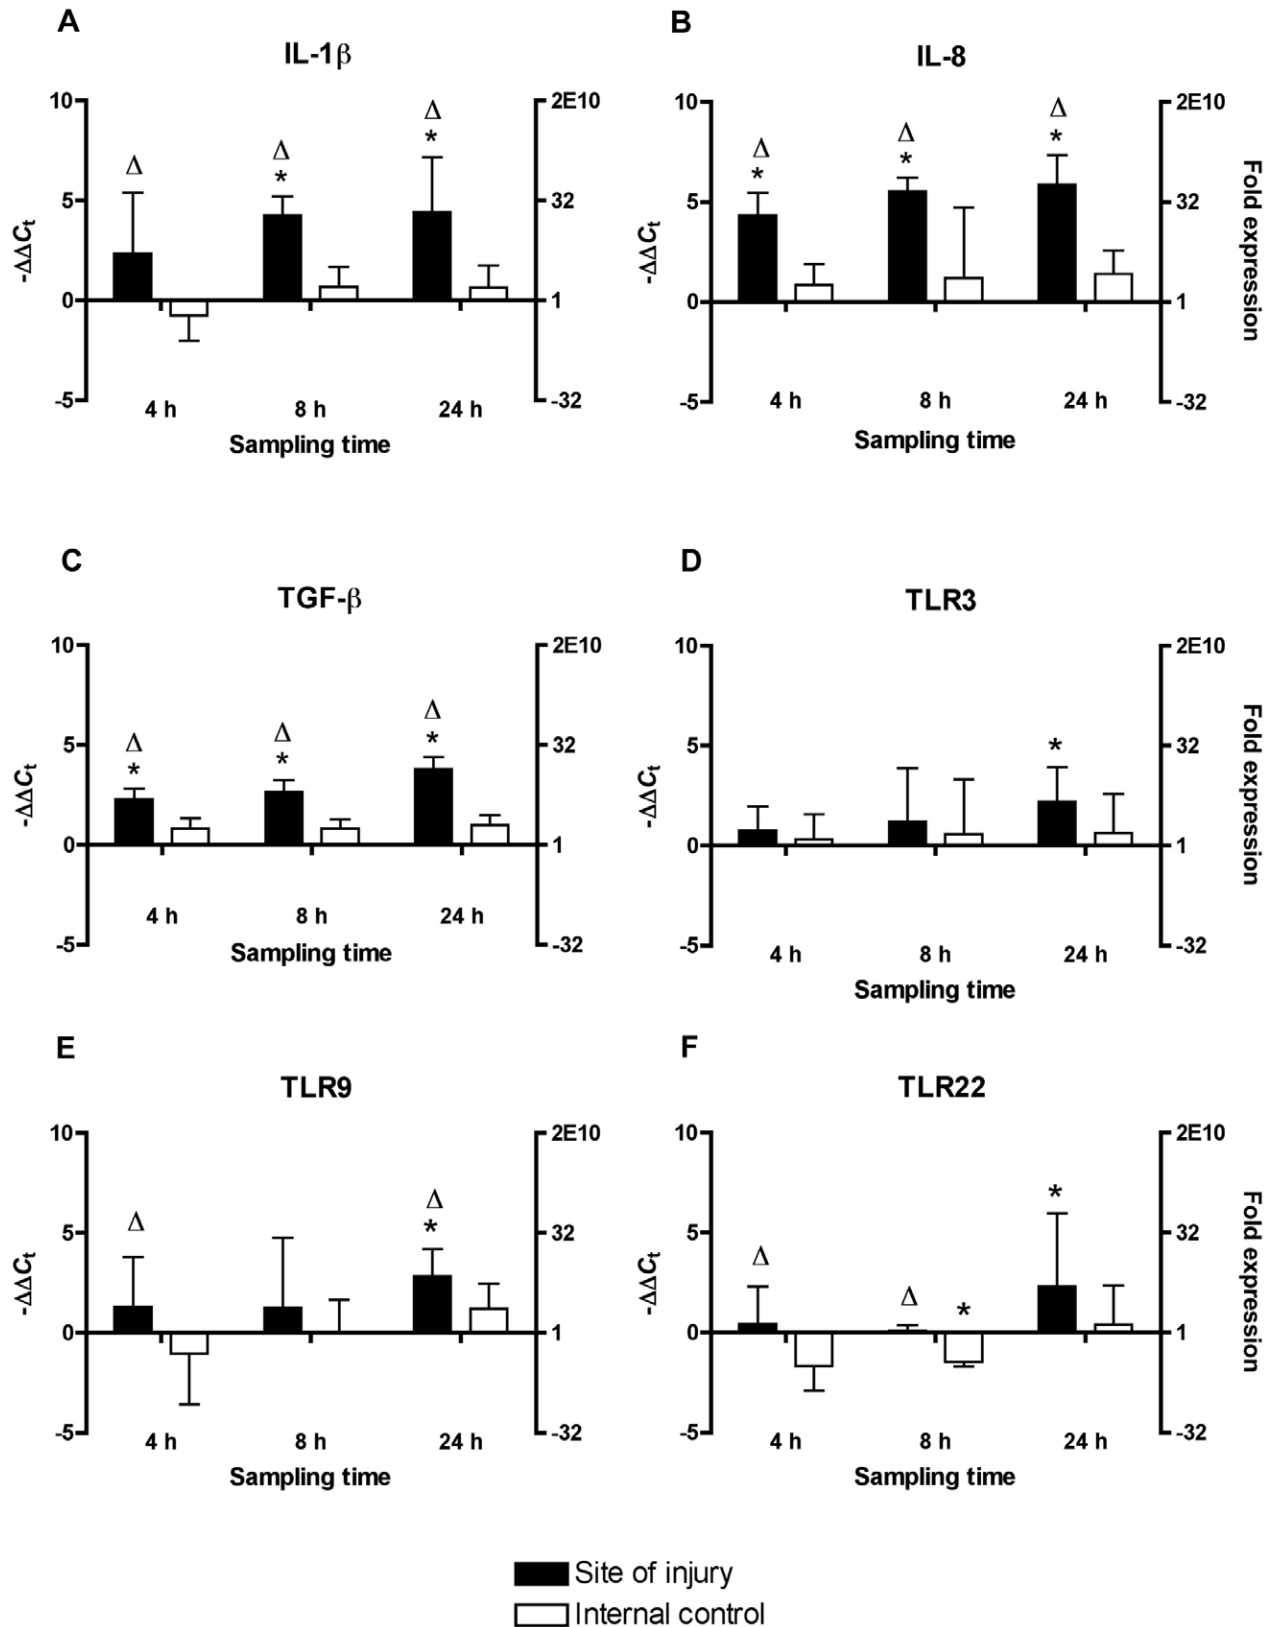 A
IL-1β
10
5
0
-5
-ΔΔCt
2E10
32
1
-32
Δ
Δ
*
Δ
*
4 h 8 h 24 h
Sampling time
B
IL-8
10
5
0
-5
-ΔΔCt
2E10
32
1
-32
Fold expression
Δ
*
Δ
*
Δ
*
4 h 8 h 24 h
Sampling time
C
TGF-β
10
5
0
-5
-ΔΔCt
2E10
32
1
-32
Δ
*
Δ
*
Δ
*
4 h 8 h 24 h
Sampling time
D
TLR3
10
5
0
-5
-ΔΔCt
2E10
32
1
-32
Fold expression
*
4 h 8 h 24 h
Sampling time
E
TLR9
10
5
0
-5
-ΔΔCt
2E10
32
1
-32
Δ
Δ
*
4 h 8 h 24 h
Sampling time
F
TLR22
10
5
0
-5
-ΔΔCt
2E10
32
1
-32
Fold expression
Δ
Δ
*
*
4 h 8 h 24 h
Sampling time
Site of injury
Internal control